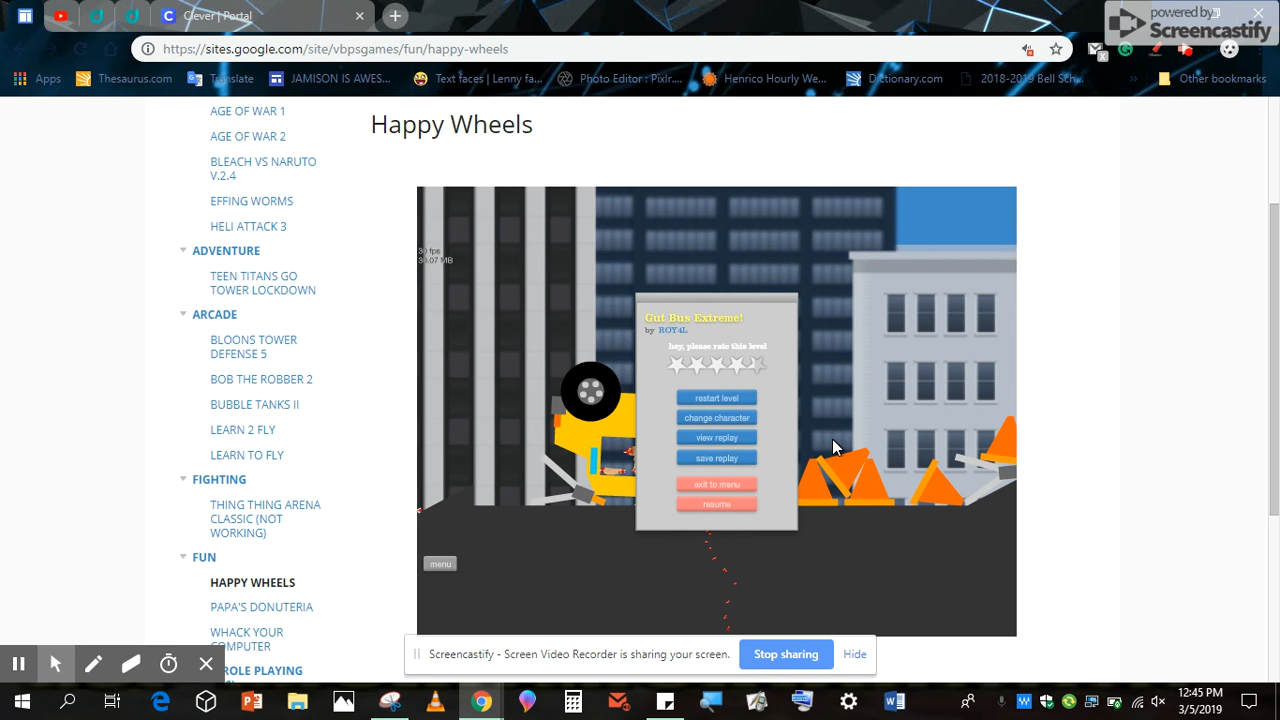 Clever | Portal
powered by
Screencastify
https://sites.google.com/site/vbpsgames/fun/happy-wheels
Apps
Thesaurus.com
Translate
JAMISON IS AWES...
Text faces | Lenny fa...
Photo Editor : Pixlr....
Henrico Hourly We...
Dictionary.com
2018-2019 Bell Sch...
»
Other bookmarks
AGE OF WAR 1
AGE OF WAR 2
BLEACH VS NARUTO
V.2.4
EFFING WORMS
HELI ATTACK 3
ADVENTURE
TEEN TITANS GO
TOWER LOCKDOWN
ARCADE
BLOONS TOWER
DEFENSE 5
BOB THE ROBBER 2
BUBBLE TANKS II
LEARN 2 FLY
LEARN TO FLY
FIGHTING
THING THING ARENA
CLASSIC (NOT
WORKING)
FUN
HAPPY WHEELS
PAPA'S DONUTERIA
WHACK YOUR
COMPUTER
ROLE PLAYING
Happy Wheels
30 fps
Gut Bus Extreme!
by ROY4L
hey, please rate this level
restart level
change character
view replay
save replay
exit to menu
resume
menu
Screencastify - Screen Video Recorder is sharing your screen.
Stop sharing
Hide
12:45 PM
3/5/2019